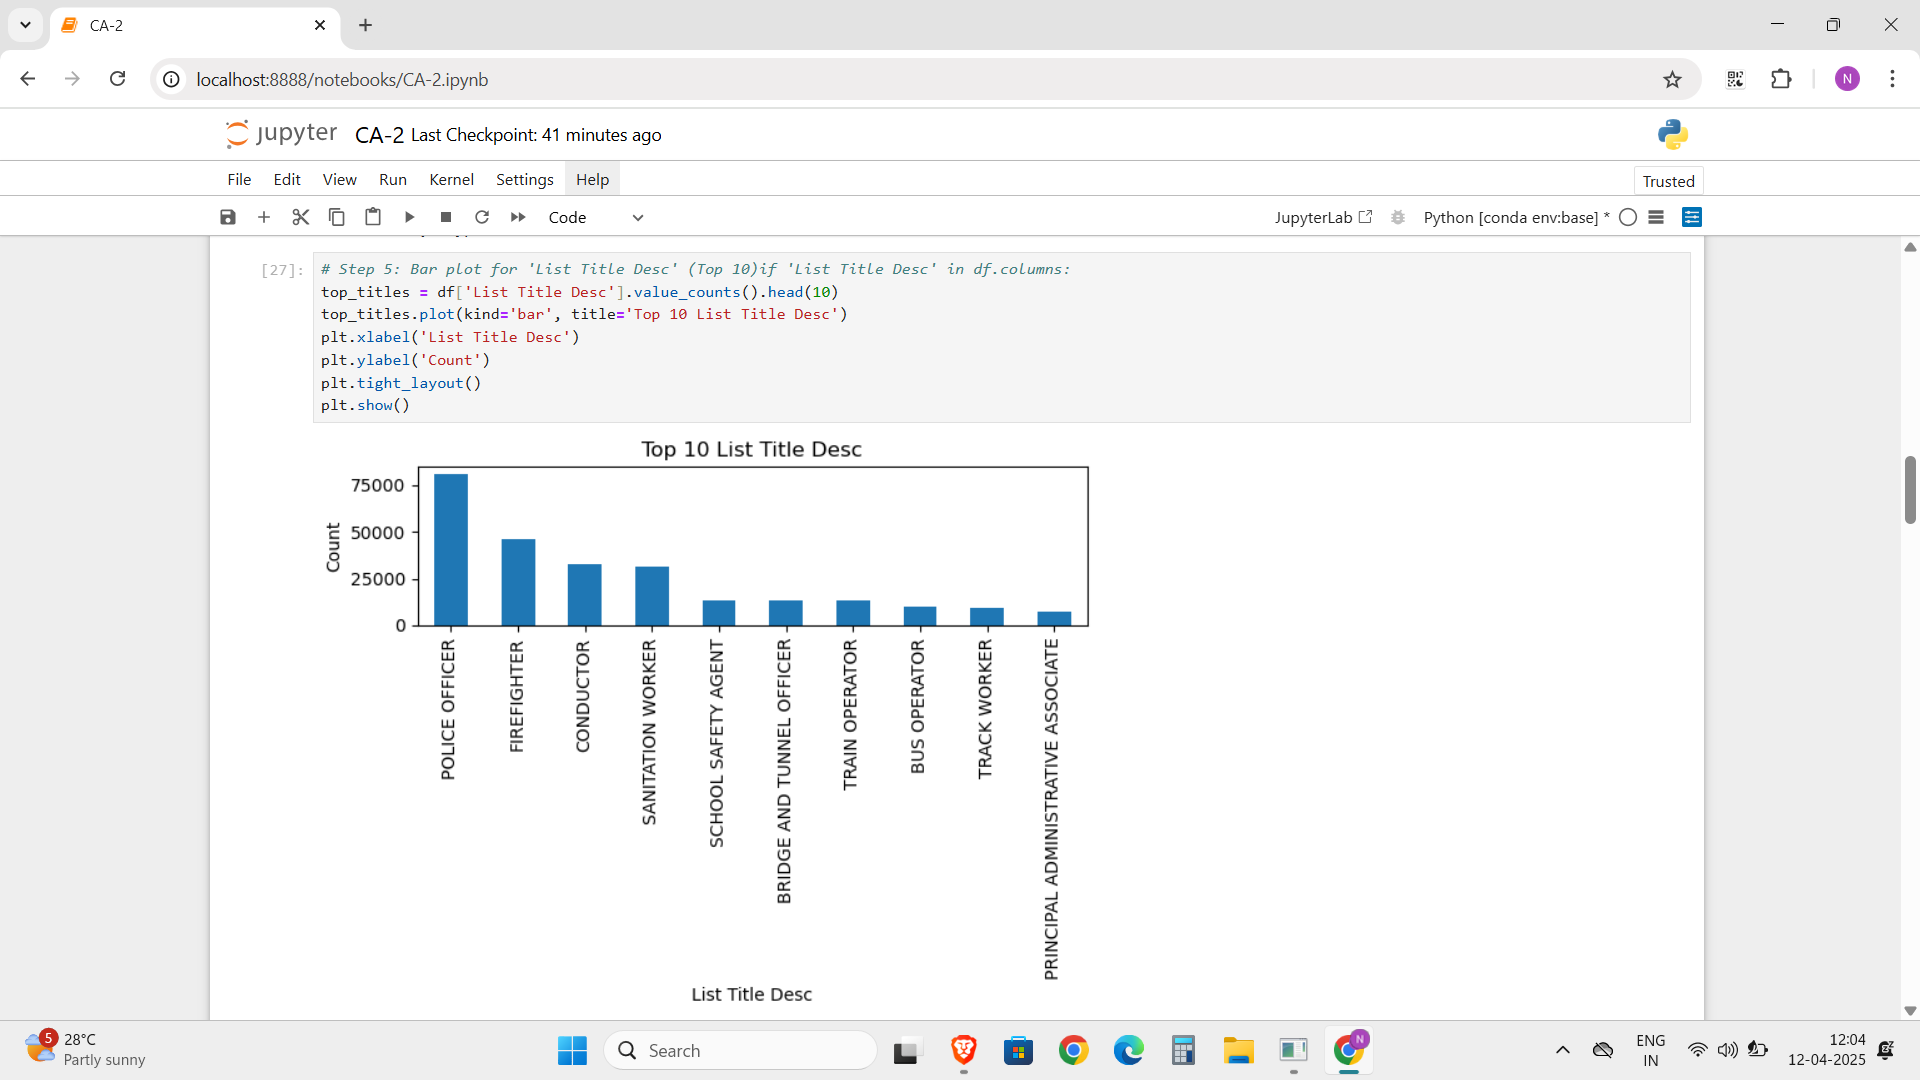 CA-2
localhost:8888/notebooks/CA-2.ipynb
N
jupyter CA-2 Last Checkpoint: 41 minutes ago
File Edit View Run Kernel Settings Help
Trusted
Code
JupyterLab
Python [conda env:base] *
[27]:
# Step 5: Bar plot for 'List Title Desc' (Top 10)if 'List Title Desc' in df.columns:
top_titles = df['List Title Desc'].value_counts().head(10)
top_titles.plot(kind='bar', title='Top 10 List Title Desc')
plt.xlabel('List Title Desc')
plt.ylabel('Count')
plt.tight_layout()
plt.show()
Top 10 List Title Desc
Count
75000
50000
25000
0
POLICE OFFICER
FIREFIGHTER
CONDUCTOR
SANITATION WORKER
SCHOOL SAFETY AGENT
BRIDGE AND TUNNEL OFFICER
TRAIN OPERATOR
BUS OPERATOR
TRACK WORKER
PRINCIPAL ADMINISTRATIVE ASSOCIATE
List Title Desc
5
28°C
Partly sunny
Search
N
ENG
IN
12:04
12-04-2025